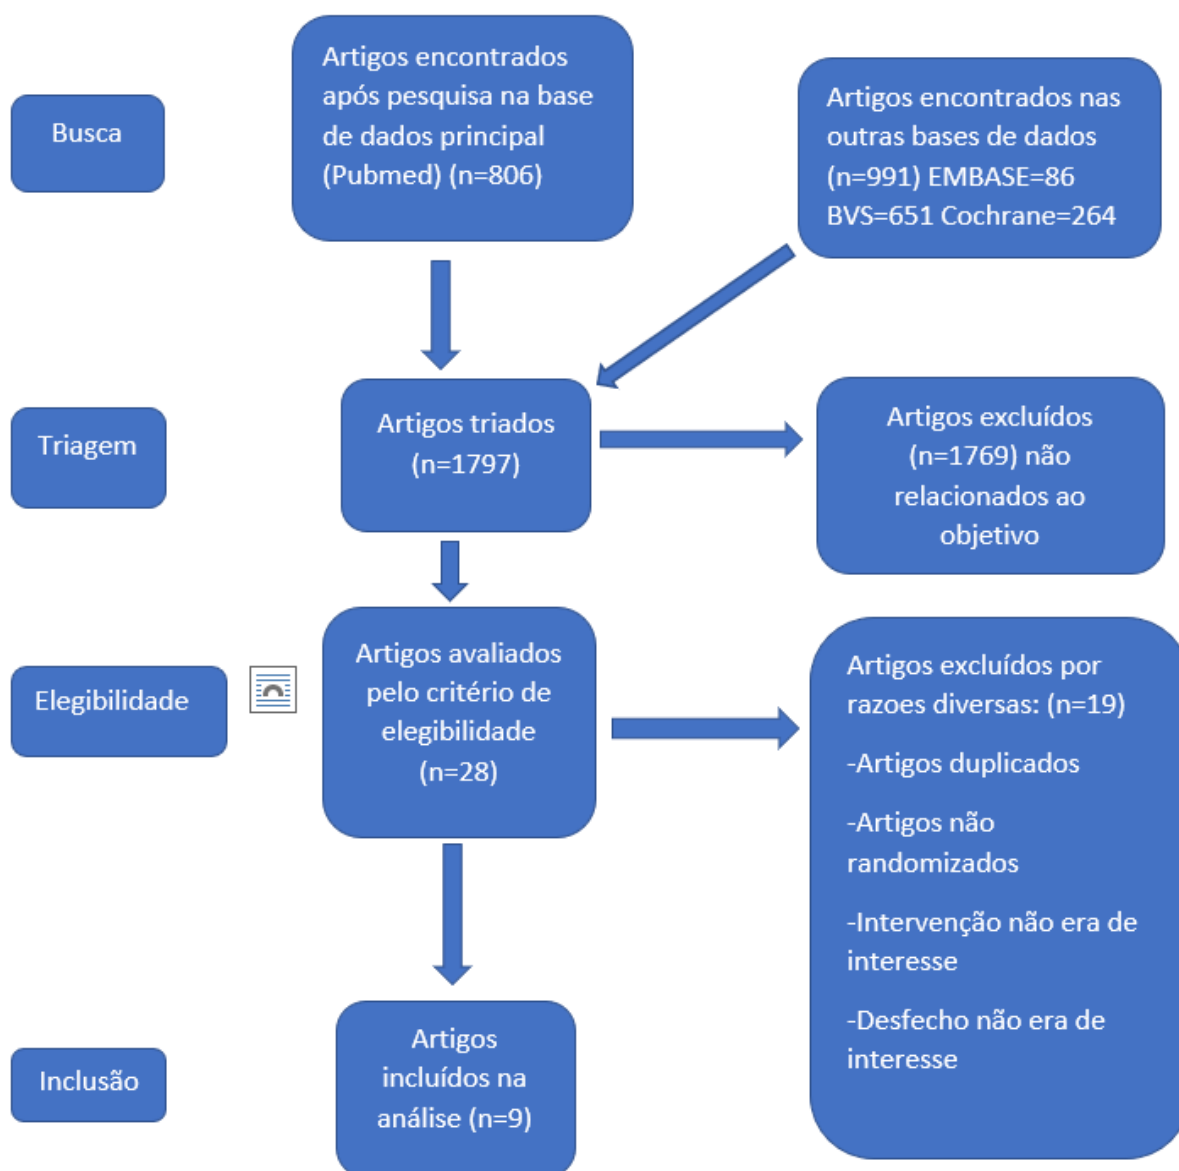 Busca
Artigos encontrados
após pesquisa na base
de dados principal
(Pubmed) (n=806)
Artigos encontrados nas
outras bases de dados
(n=991) EMBASE=86
BVS=651 Cochrane=264
Triagem
Artigos triados
(n=1797)
Artigos excluídos
(n=1769) não
relacionados ao
objetivo
Elegibilidade
Artigos avaliados
pelo critério de
elegibilidade
(n=28)
Artigos excluídos por
razoes diversas: (n=19)
-Artigos duplicados
-Artigos não
randomizados
-Intervenção não era de
interesse
-Desfecho não era de
interesse
Inclusão
Artigos
incluídos na
análise (n=9)